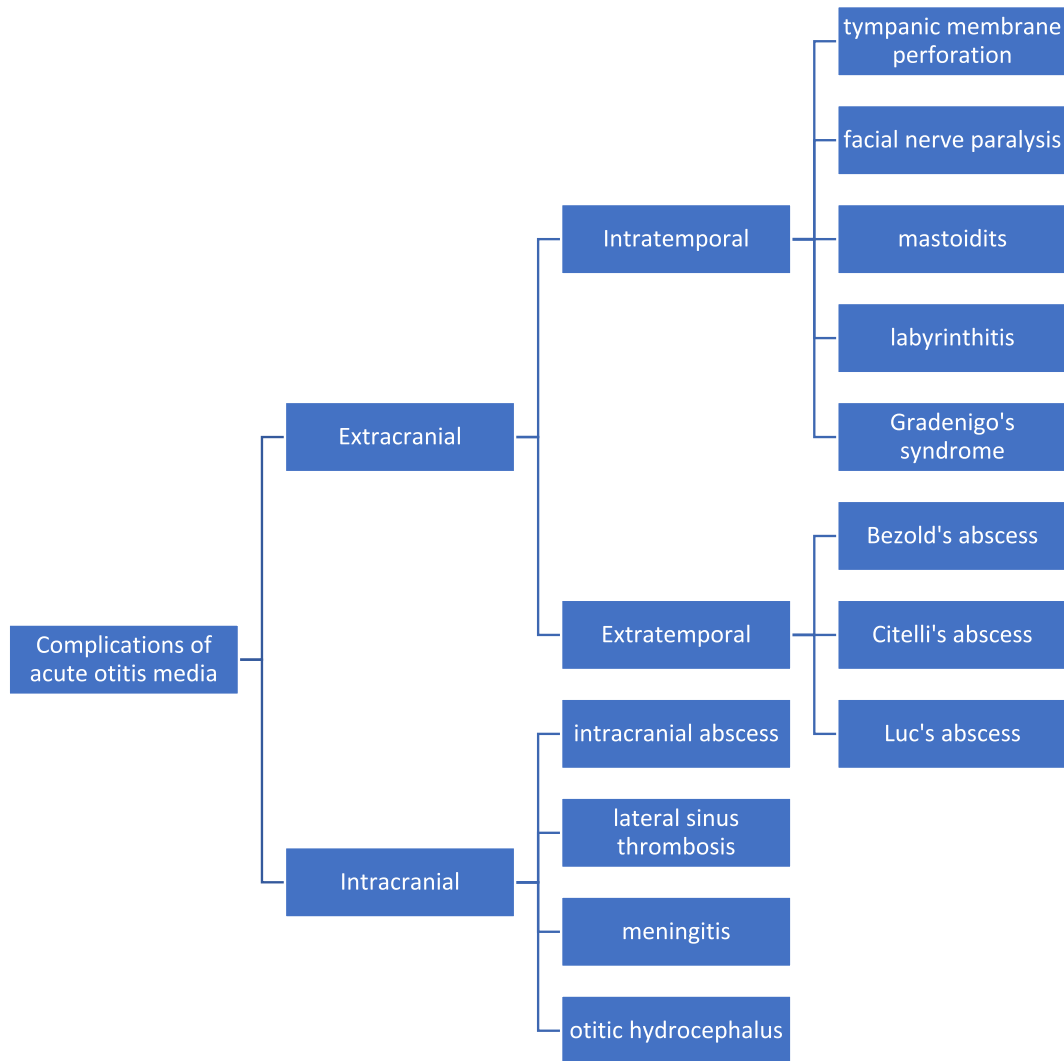 tympanic membrane
perforation
facial nerve paralysis
Intratemporal
mastoidits
labyrinthitis
Extracranial
Gradenigo's
syndrome
Bezold's abscess
Complications of
acute otitis media
Extratemporal
Citelli's abscess
intracranial abscess
Luc's abscess
lateral sinus
thrombosis
Intracranial
meningitis
otitic hydrocephalus